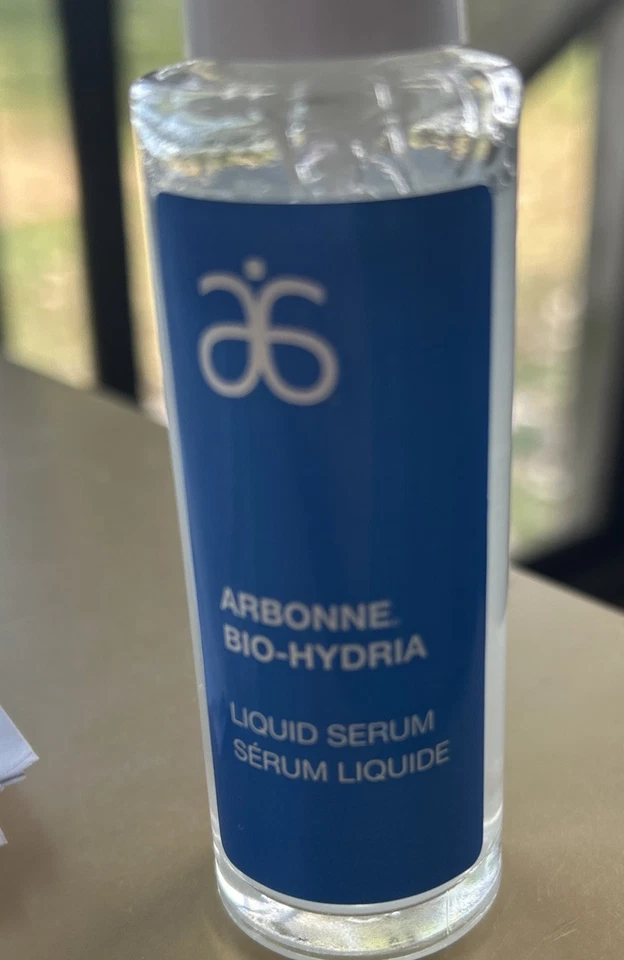 ARBONNE
BIO-HYDRIA
LIQUID SERUM
SÉRUM LIQUIDE